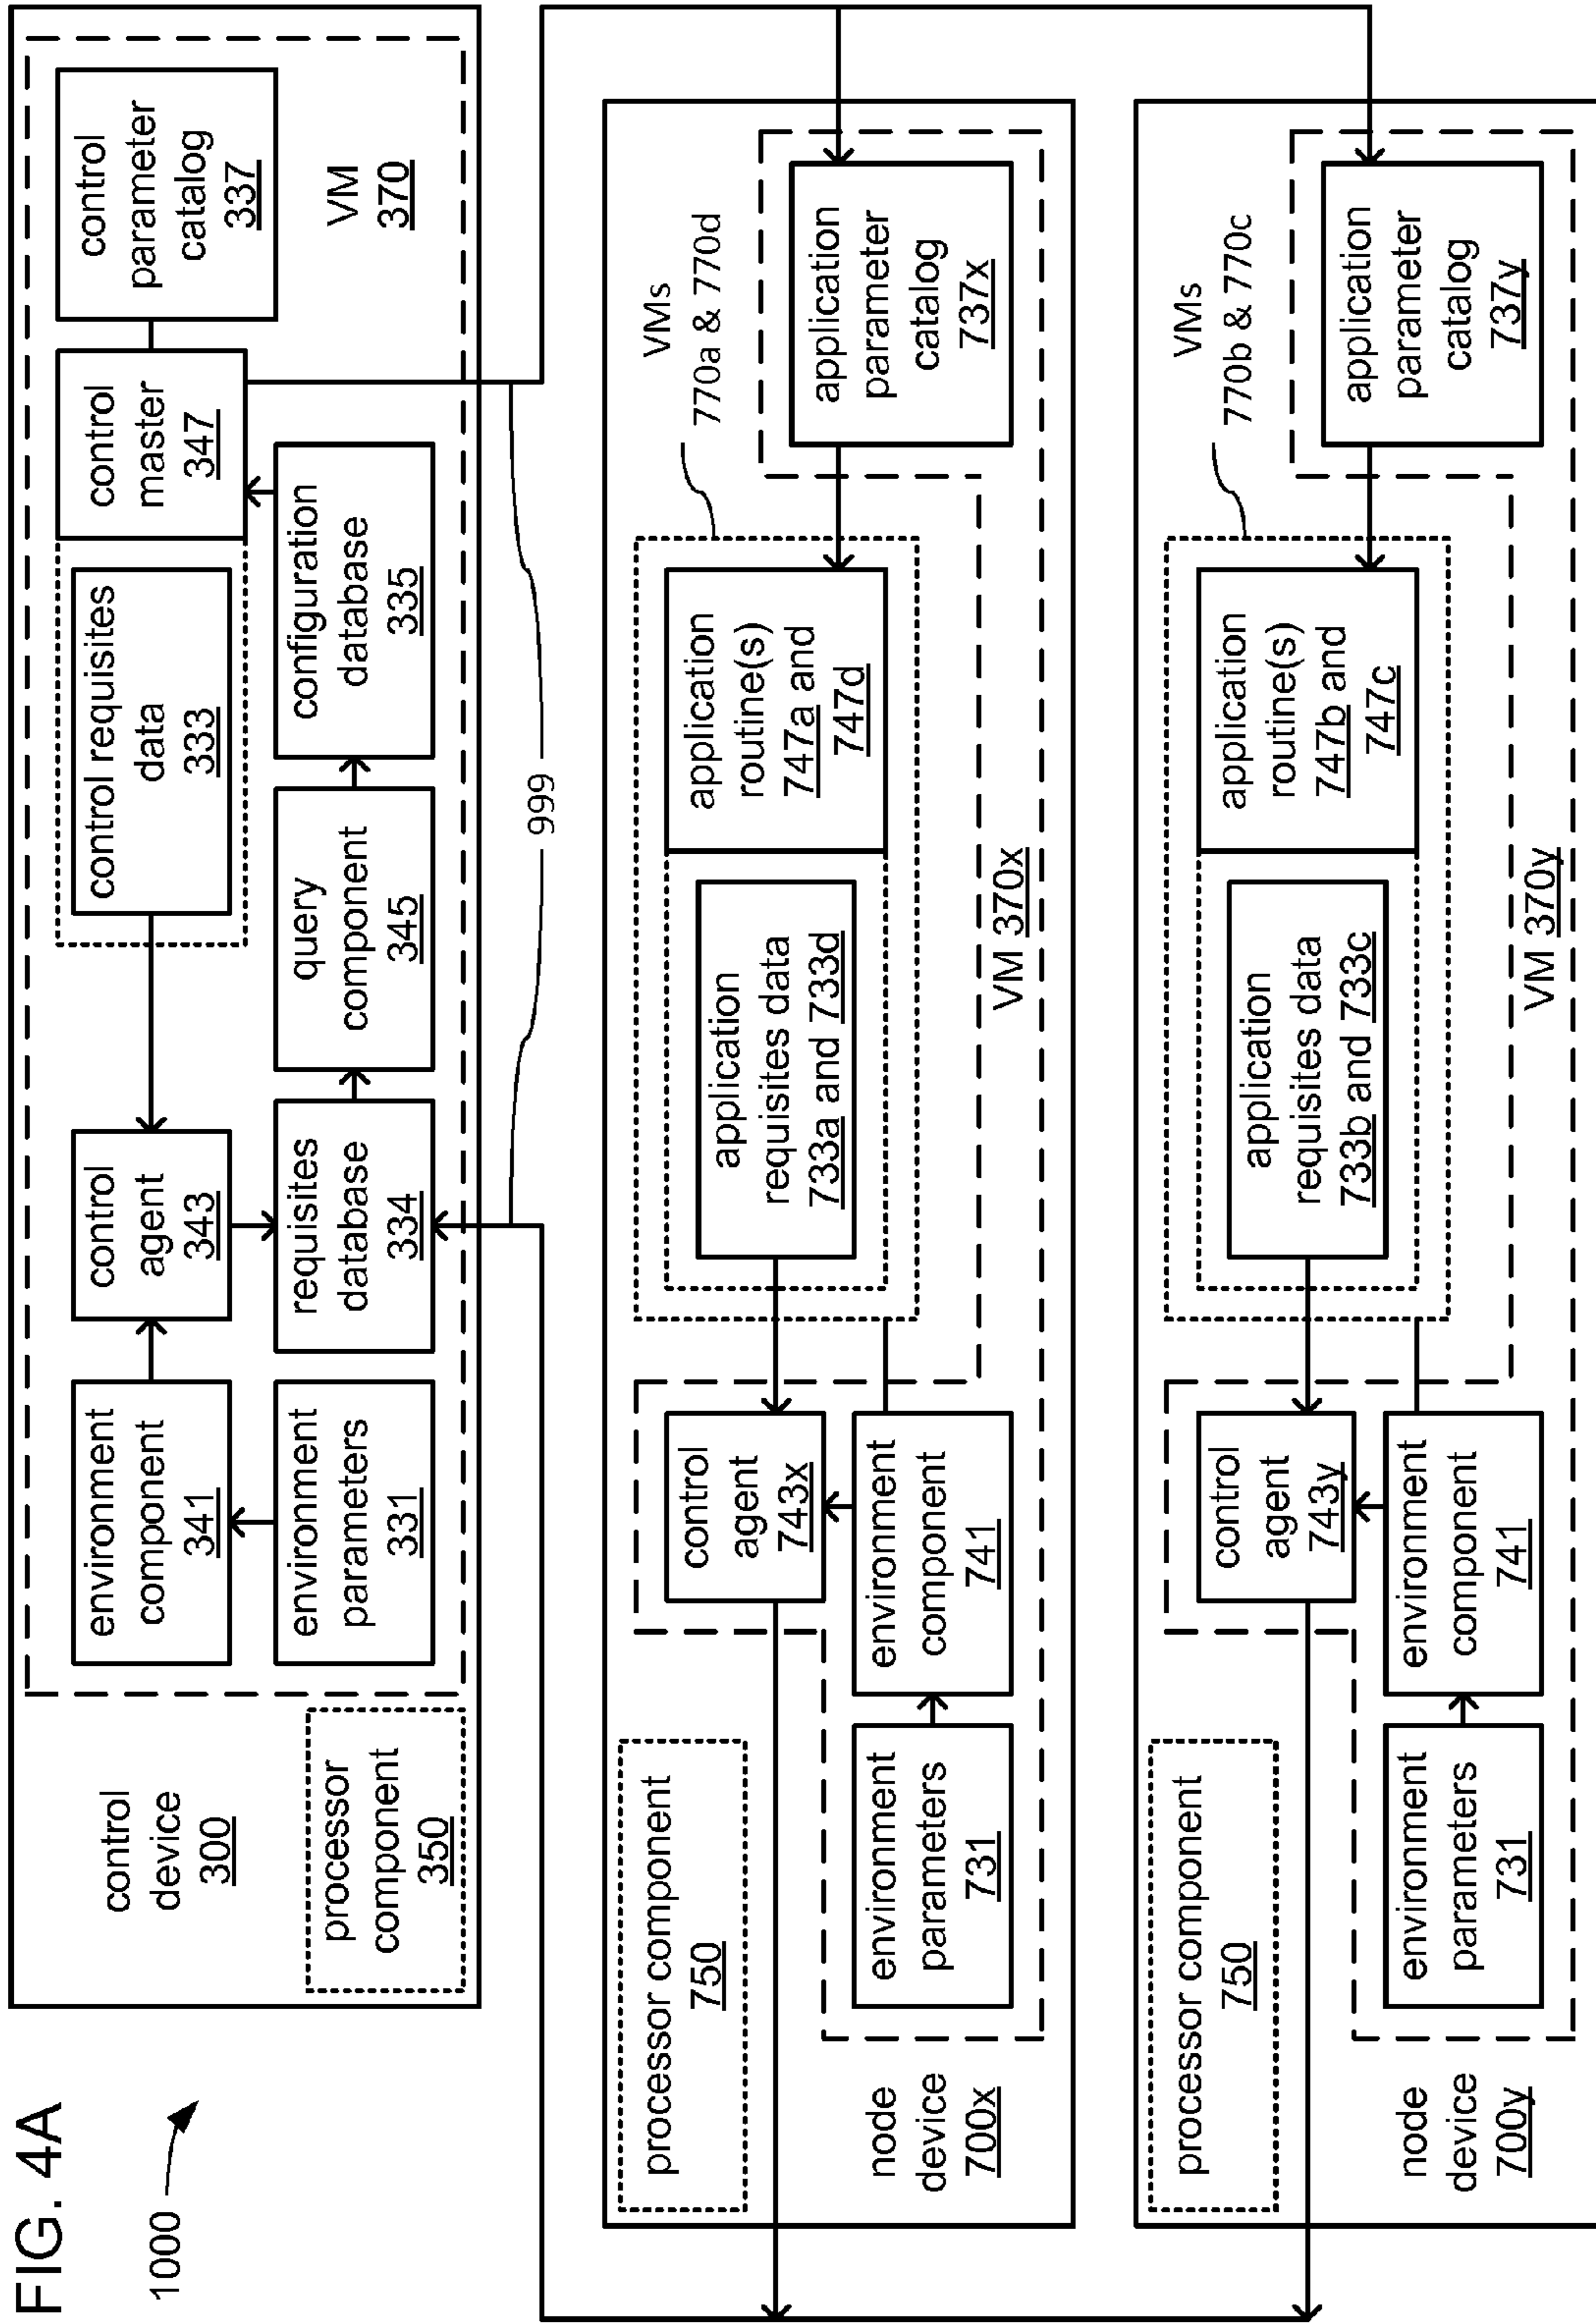 FIG. 4A
1000
control
device
300
processor
component
350
environment
component
341
environment
parameters
331
control
agent
343
requisites
database
334
control requisites
data
333
query
component
345
configuration
database
335
control
master
347
control
parameter
catalog
337
VM
370
999
processor component
750
node
device
700x
environment
parameters
731
environment
component
741
control
agent
743x
application
requisites data
733a and 733d
application
routine(s)
747a and
747d
VMs
770a & 770d
application
parameter
catalog
737x
VM 370x
processor component
750
node
device
700y
environment
parameters
731
environment
component
741
control
agent
743y
application
requisites data
733b and 733c
application
routine(s)
747b and
747c
VMs
770b & 770c
application
parameter
catalog
737y
VM 370y